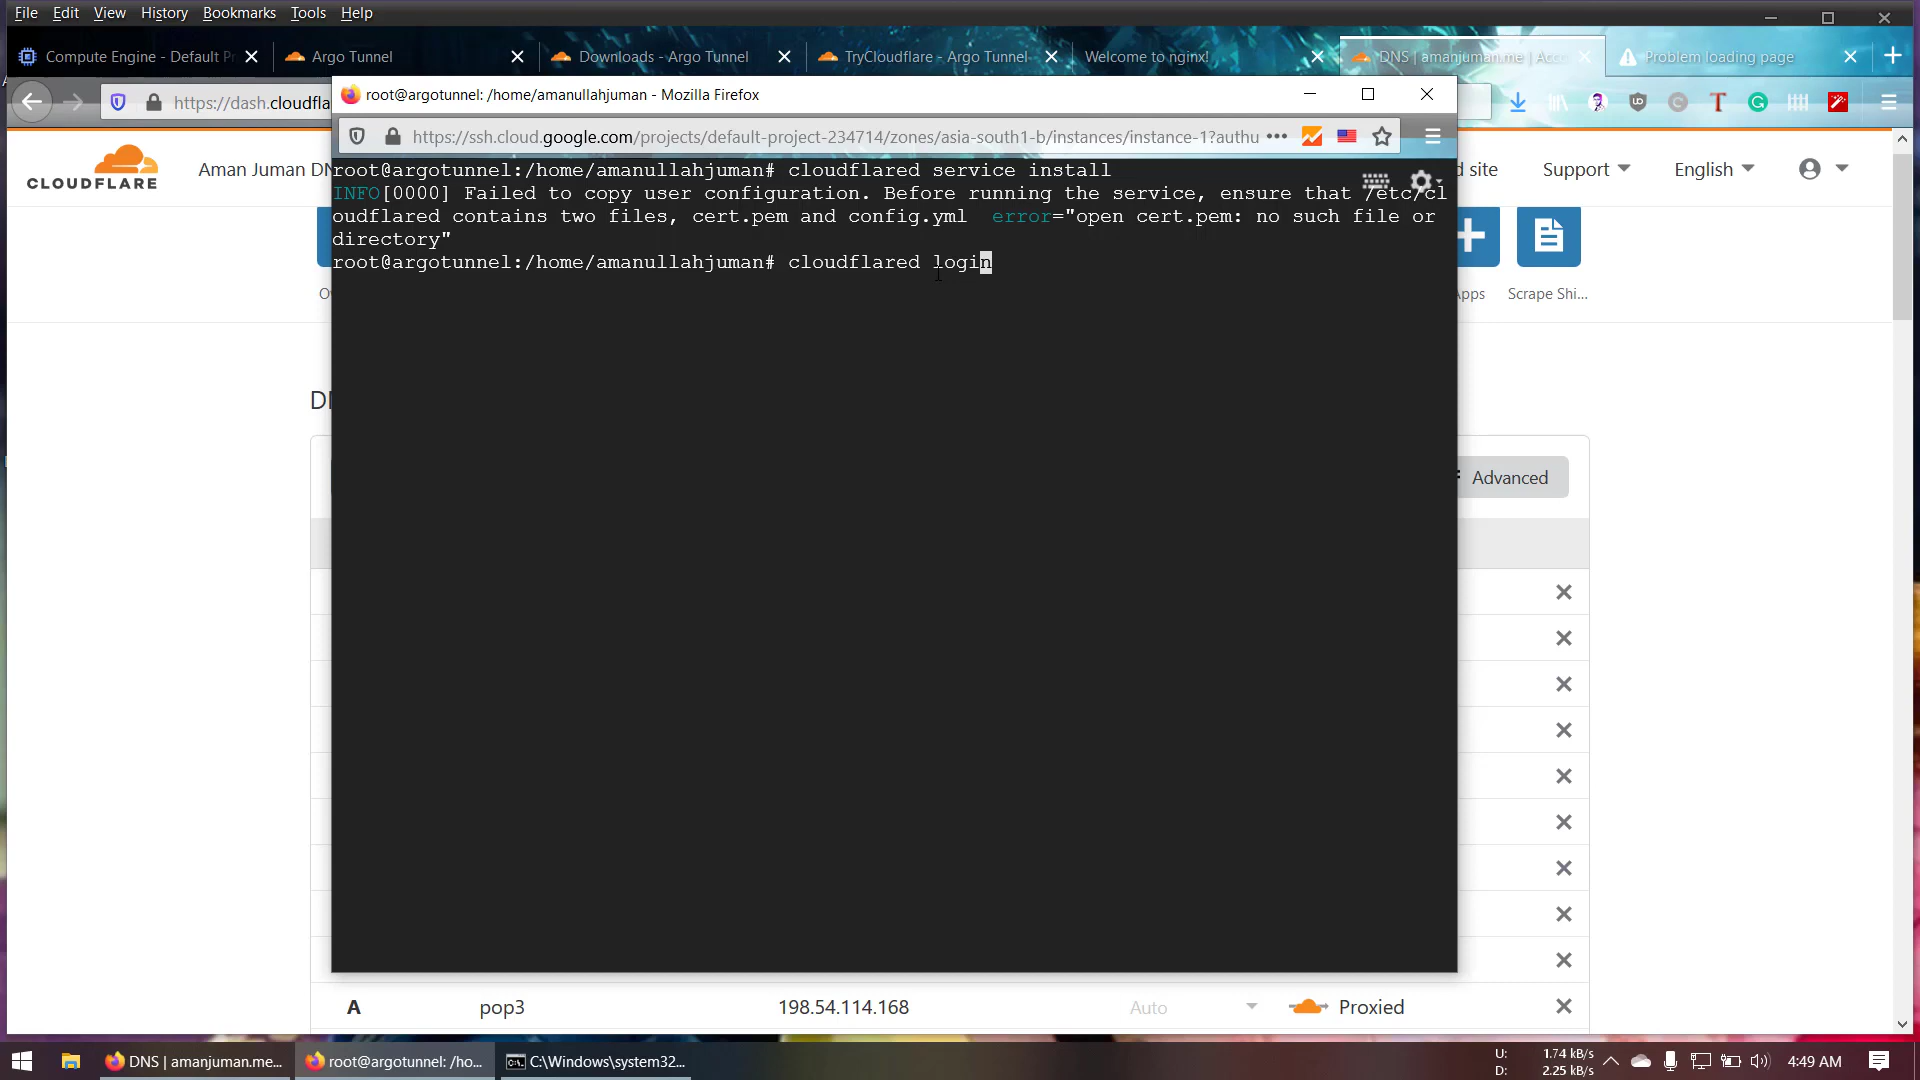 File Edit View History Bookmarks Tools Help
Compute Engine - Default Pr
Argo Tunnel
Downloads - Argo Tunnel
TryCloudflare - Argo Tunnel
Welcome to nginx!
DNS | amanjuman.me | Acc
Problem loading page
root@argotunnel: /home/amanullahjuman - Mozilla Firefox
https://dash.cloudfla
https://ssh.cloud.google.com/projects/default-project-234714/zones/asia-south1-b/instances/instance-1?authu
CLOUDFLARE
Aman Juman DN
d site
Support
English
root@argotunnel:/home/amanullahjuman# cloudflared service install
INFO[0000] Failed to copy user configuration. Before running the service, ensure that /etc/cl
oudflared contains two files, cert.pem and config.yml error="open cert.pem: no such file or
directory"
root@argotunnel:/home/amanullahjuman# cloudflared login
Apps
Scrape Shi...
Advanced
A pop3 198.54.114.168 Auto Proxied
DNS | amanjuman.me...
root@argotunnel: /ho...
C:\Windows\system32...
U: 1.74 kB/s
D: 2.25 kB/s
4:49 AM